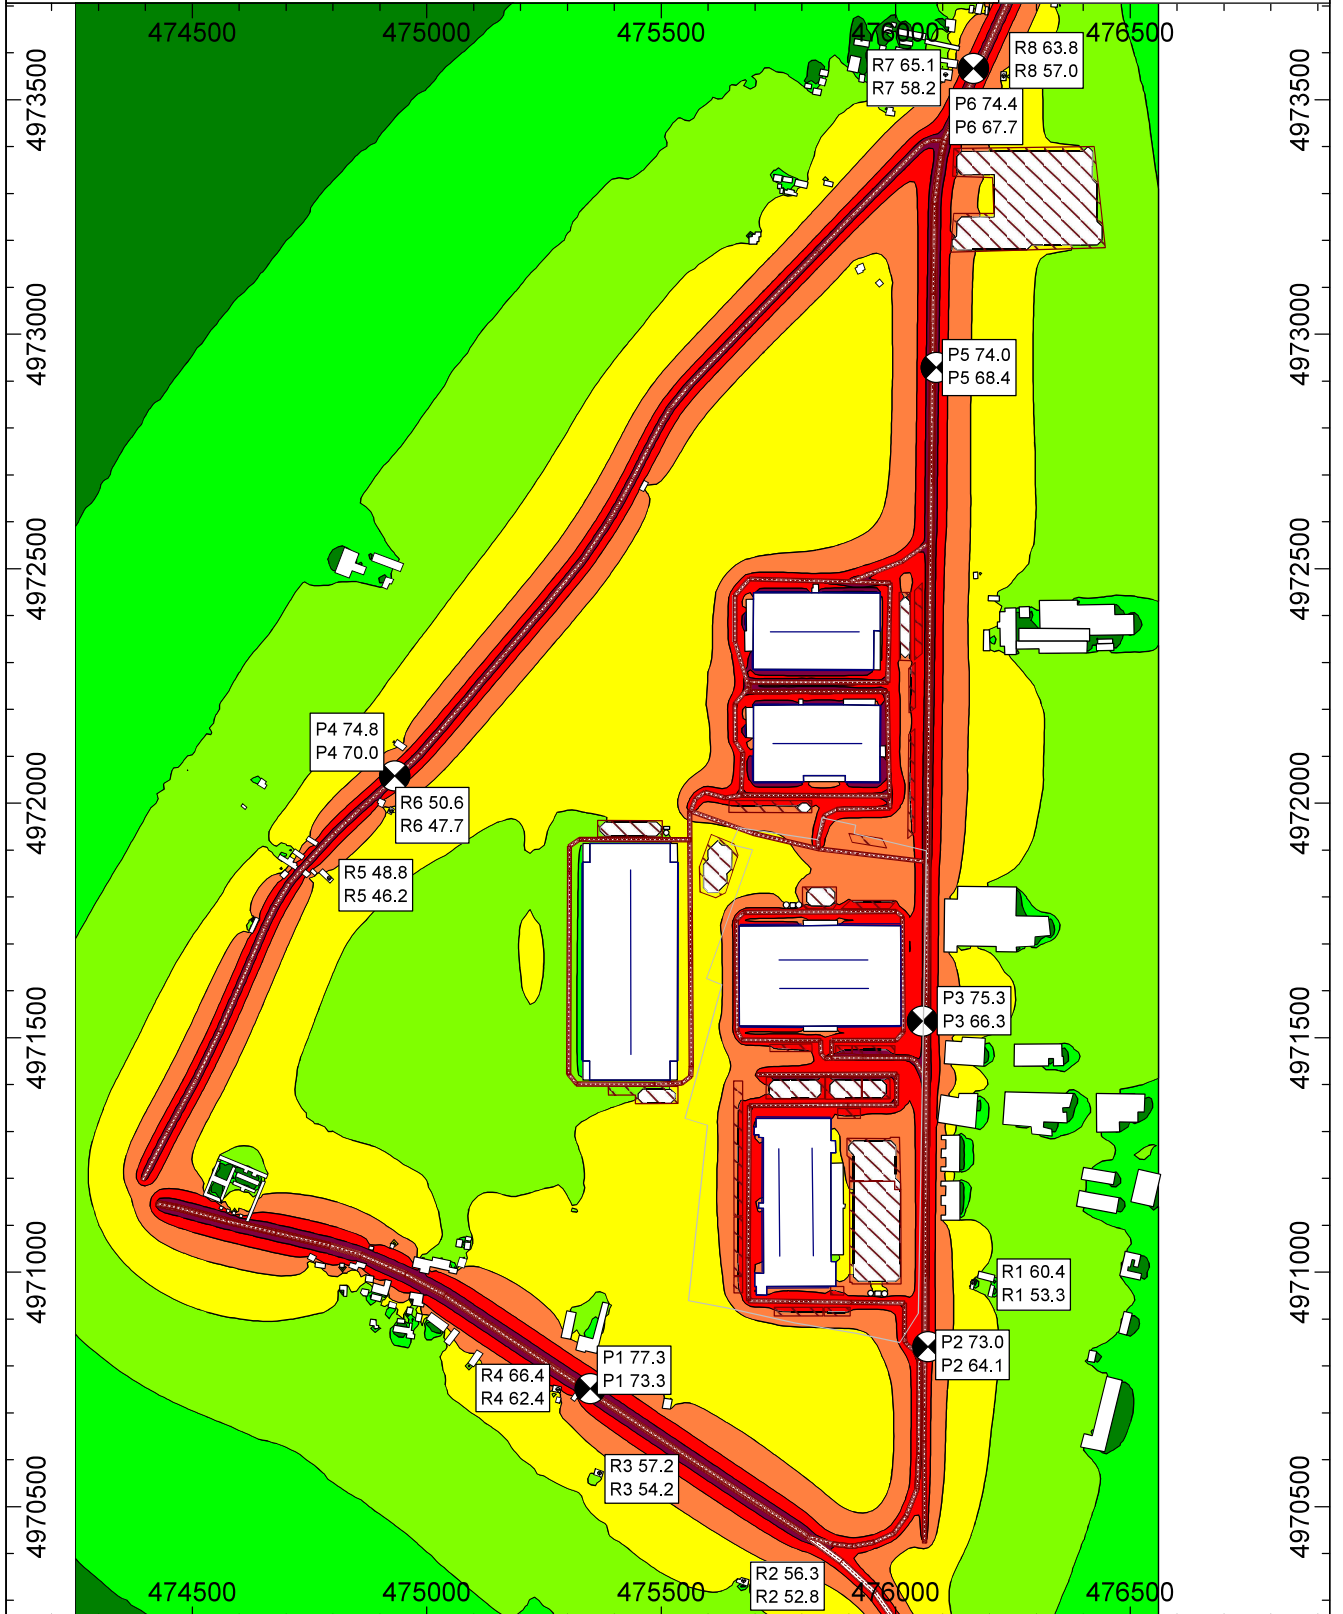 474500 475000 475500 476000 476500
R8 63.8
R8 57.0
R7 65.1
R7 58.2
4973500
4973500
P6 74.4
P6 67.7
4973000
4973000
P5 74.0
P5 68.4
4972500
4972500
P4 74.8
P4 70.0
4972000
4972000
R6 50.6
R6 47.7
R5 48.8
R5 46.2
4971500
4971500
P3 75.3
P3 66.3
4971000
4971000
R1 60.4
R1 53.3
P2 73.0
P2 64.1
P1 77.3
P1 73.3
R4 66.4
R4 62.4
R3 57.2
R3 54.2
4970500
4970500
R2 56.3
R2 52.8
474500 475000 475500 476000 476500